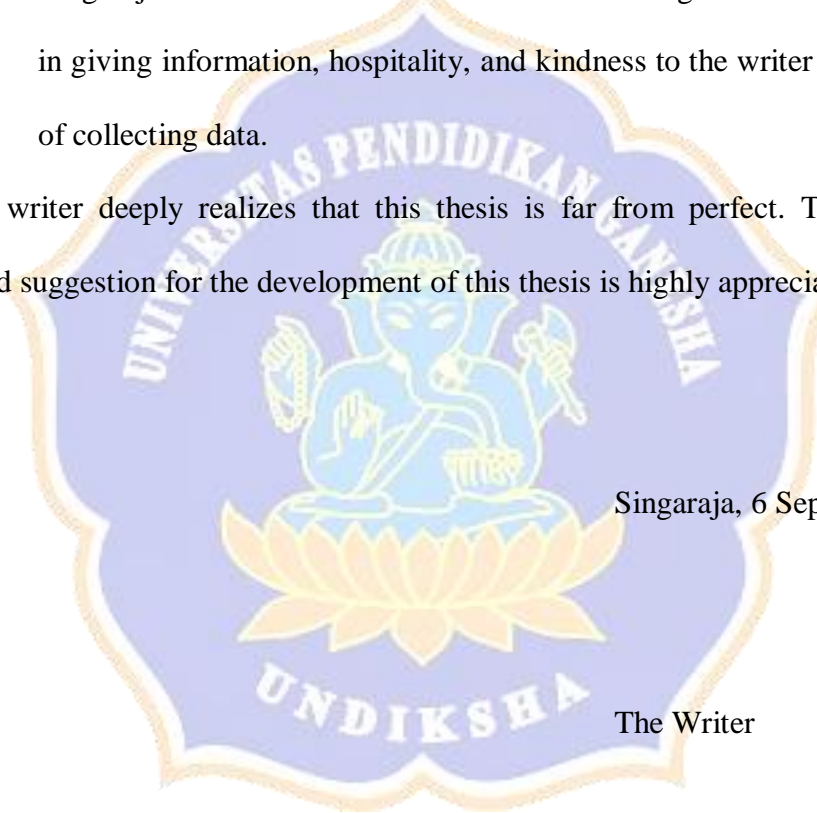 in giving information, hospitality, and kindness to the writer
of collecting data.
writer deeply realizes that this thesis is far from perfect.
suggestion for the development of this thesis is highly
Singaraja, 6
The Writer
UNIVERSITAS PENDIDIKAN GANESHA
UNDIKSHA